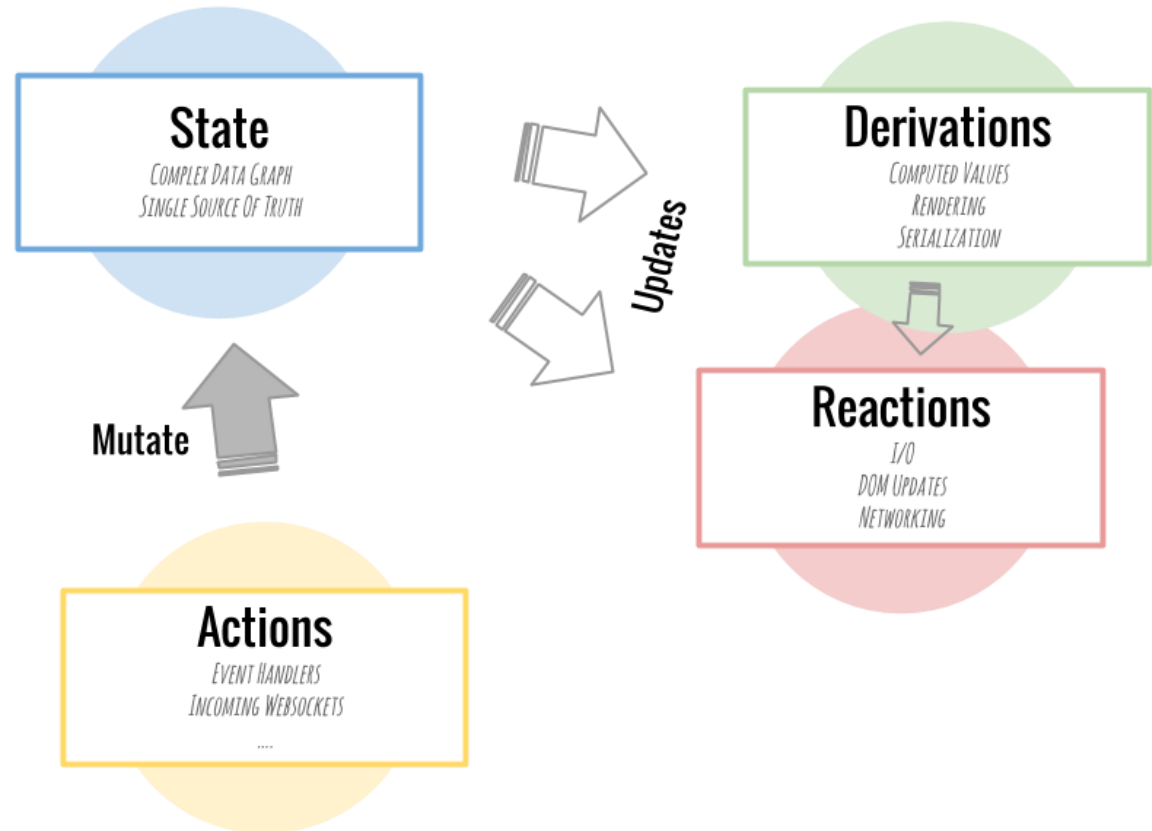 State
Complex Data Graph
Single Source Of Truth
Updates
Derivations
Computed Values
Rendering
Serialization
Reactions
I/O
DOM Updates
Networking
Mutate
Actions
Event Handlers
Incoming Websockets
....